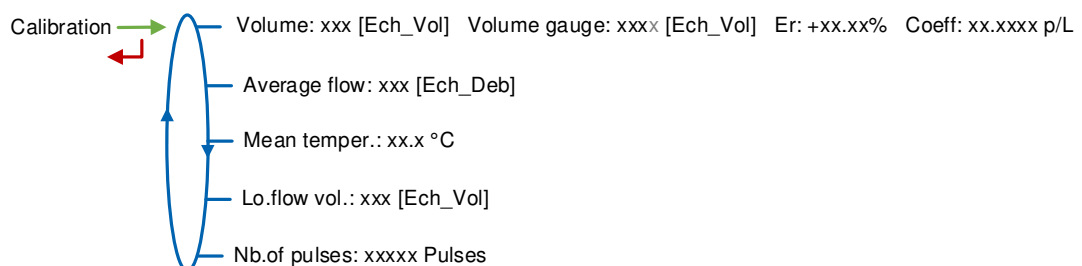 Calibration Volume: xxx [Ech_Vol] Volume gauge: xxxx [Ech_Vol] Er: +xx.xx% Coeff: xx.xxxx p/L
Average flow: xxx [Ech_Deb]
Mean temper.: xx.x °C
Lo.flow vol.: xxx [Ech_Vol]
Nb.of pulses: xxxxx Pulses